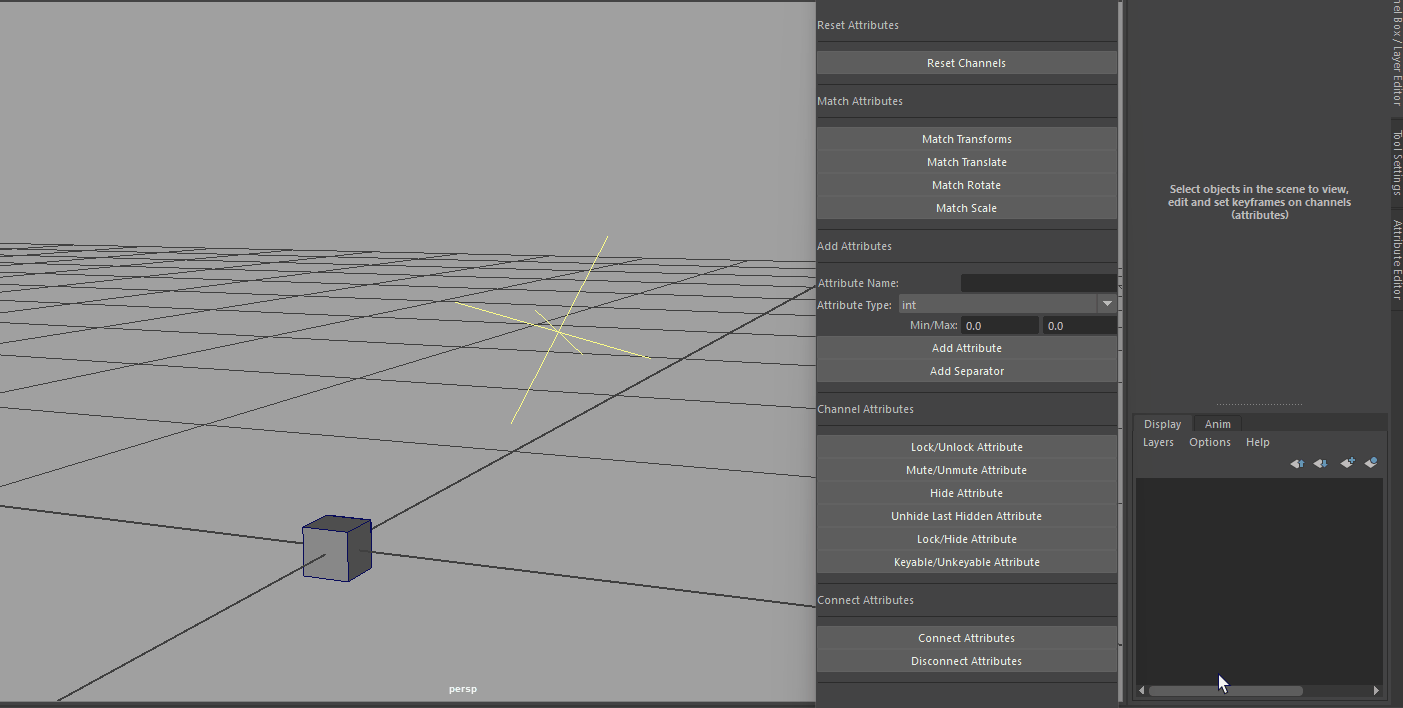 Reset Attributes
Reset Channels
Match Attributes
Match Transforms
Match Translate
Match Rotate
Match Scale
Add Attributes
Attribute Name:
Attribute Type: int
Min/Max: 0.0 0.0
Add Attribute
Add Separator
Channel Attributes
Lock/Unlock Attribute
Mute/Unmute Attribute
Hide Attribute
Unhide Last Hidden Attribute
Lock/Hide Attribute
Keyable/Unkeyable Attribute
Connect Attributes
Connect Attributes
Disconnect Attributes
persp
Select objects in the scene to view,
edit and set keyframes on channels
(attributes)
Display Anim
Layers Options Help
Box / Layer Editor
Tool Settings
Attribute Editor